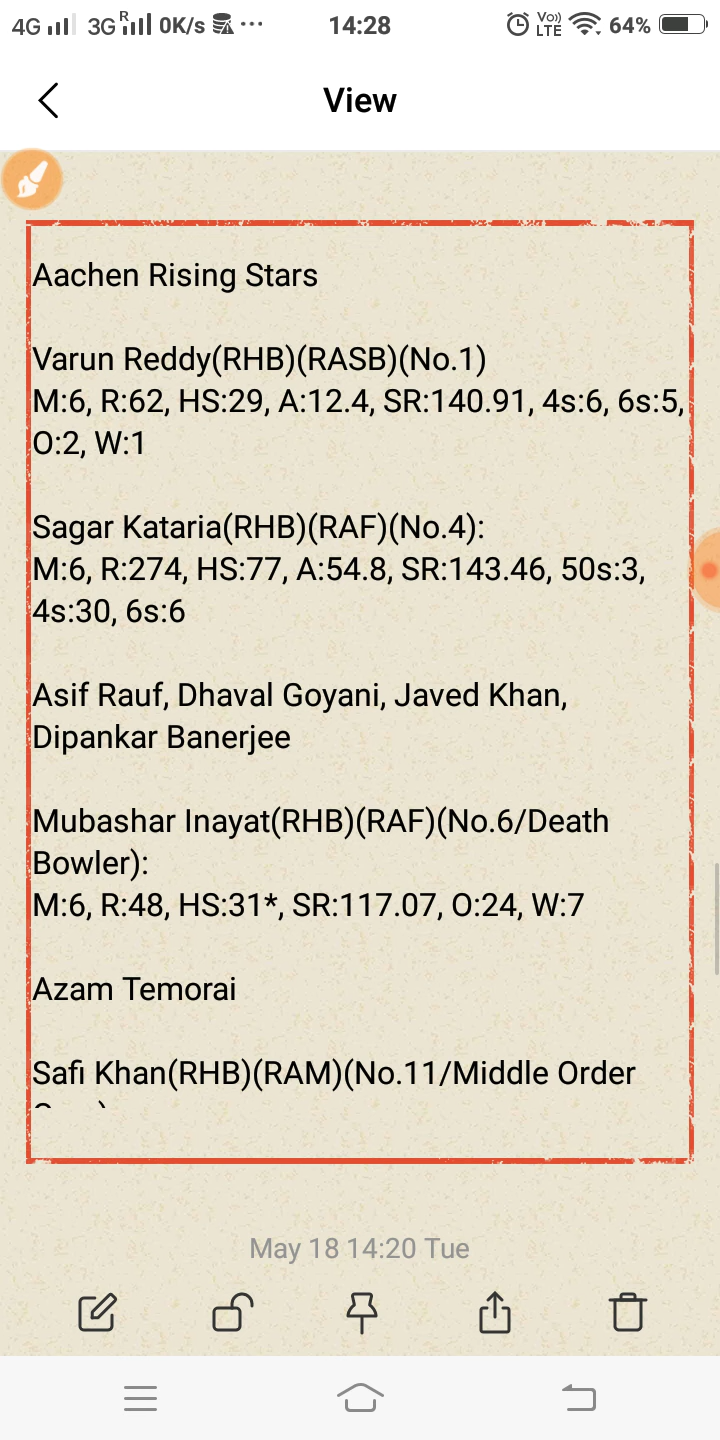 4G 3G R 0K/s ... 14:28 Vo)) LTE 64%
View
Aachen Rising Stars
Varun Reddy(RHB)(RASB)(No.1)
M:6, R:62, HS:29, A:12.4, SR:140.91, 4s:6, 6s:5,
O:2, W:1
Sagar Kataria(RHB)(RAF)(No.4):
M:6, R:274, HS:77, A:54.8, SR:143.46, 50s:3,
4s:30, 6s:6
Asif Rauf, Dhaval Goyani, Javed Khan,
Dipankar Banerjee
Mubashar Inayat(RHB)(RAF)(No.6/Death
Bowler):
M:6, R:48, HS:31*, SR:117.07, O:24, W:7
Azam Temorai
Safi Khan(RHB)(RAM)(No.11/Middle Order
May 18 14:20 Tue